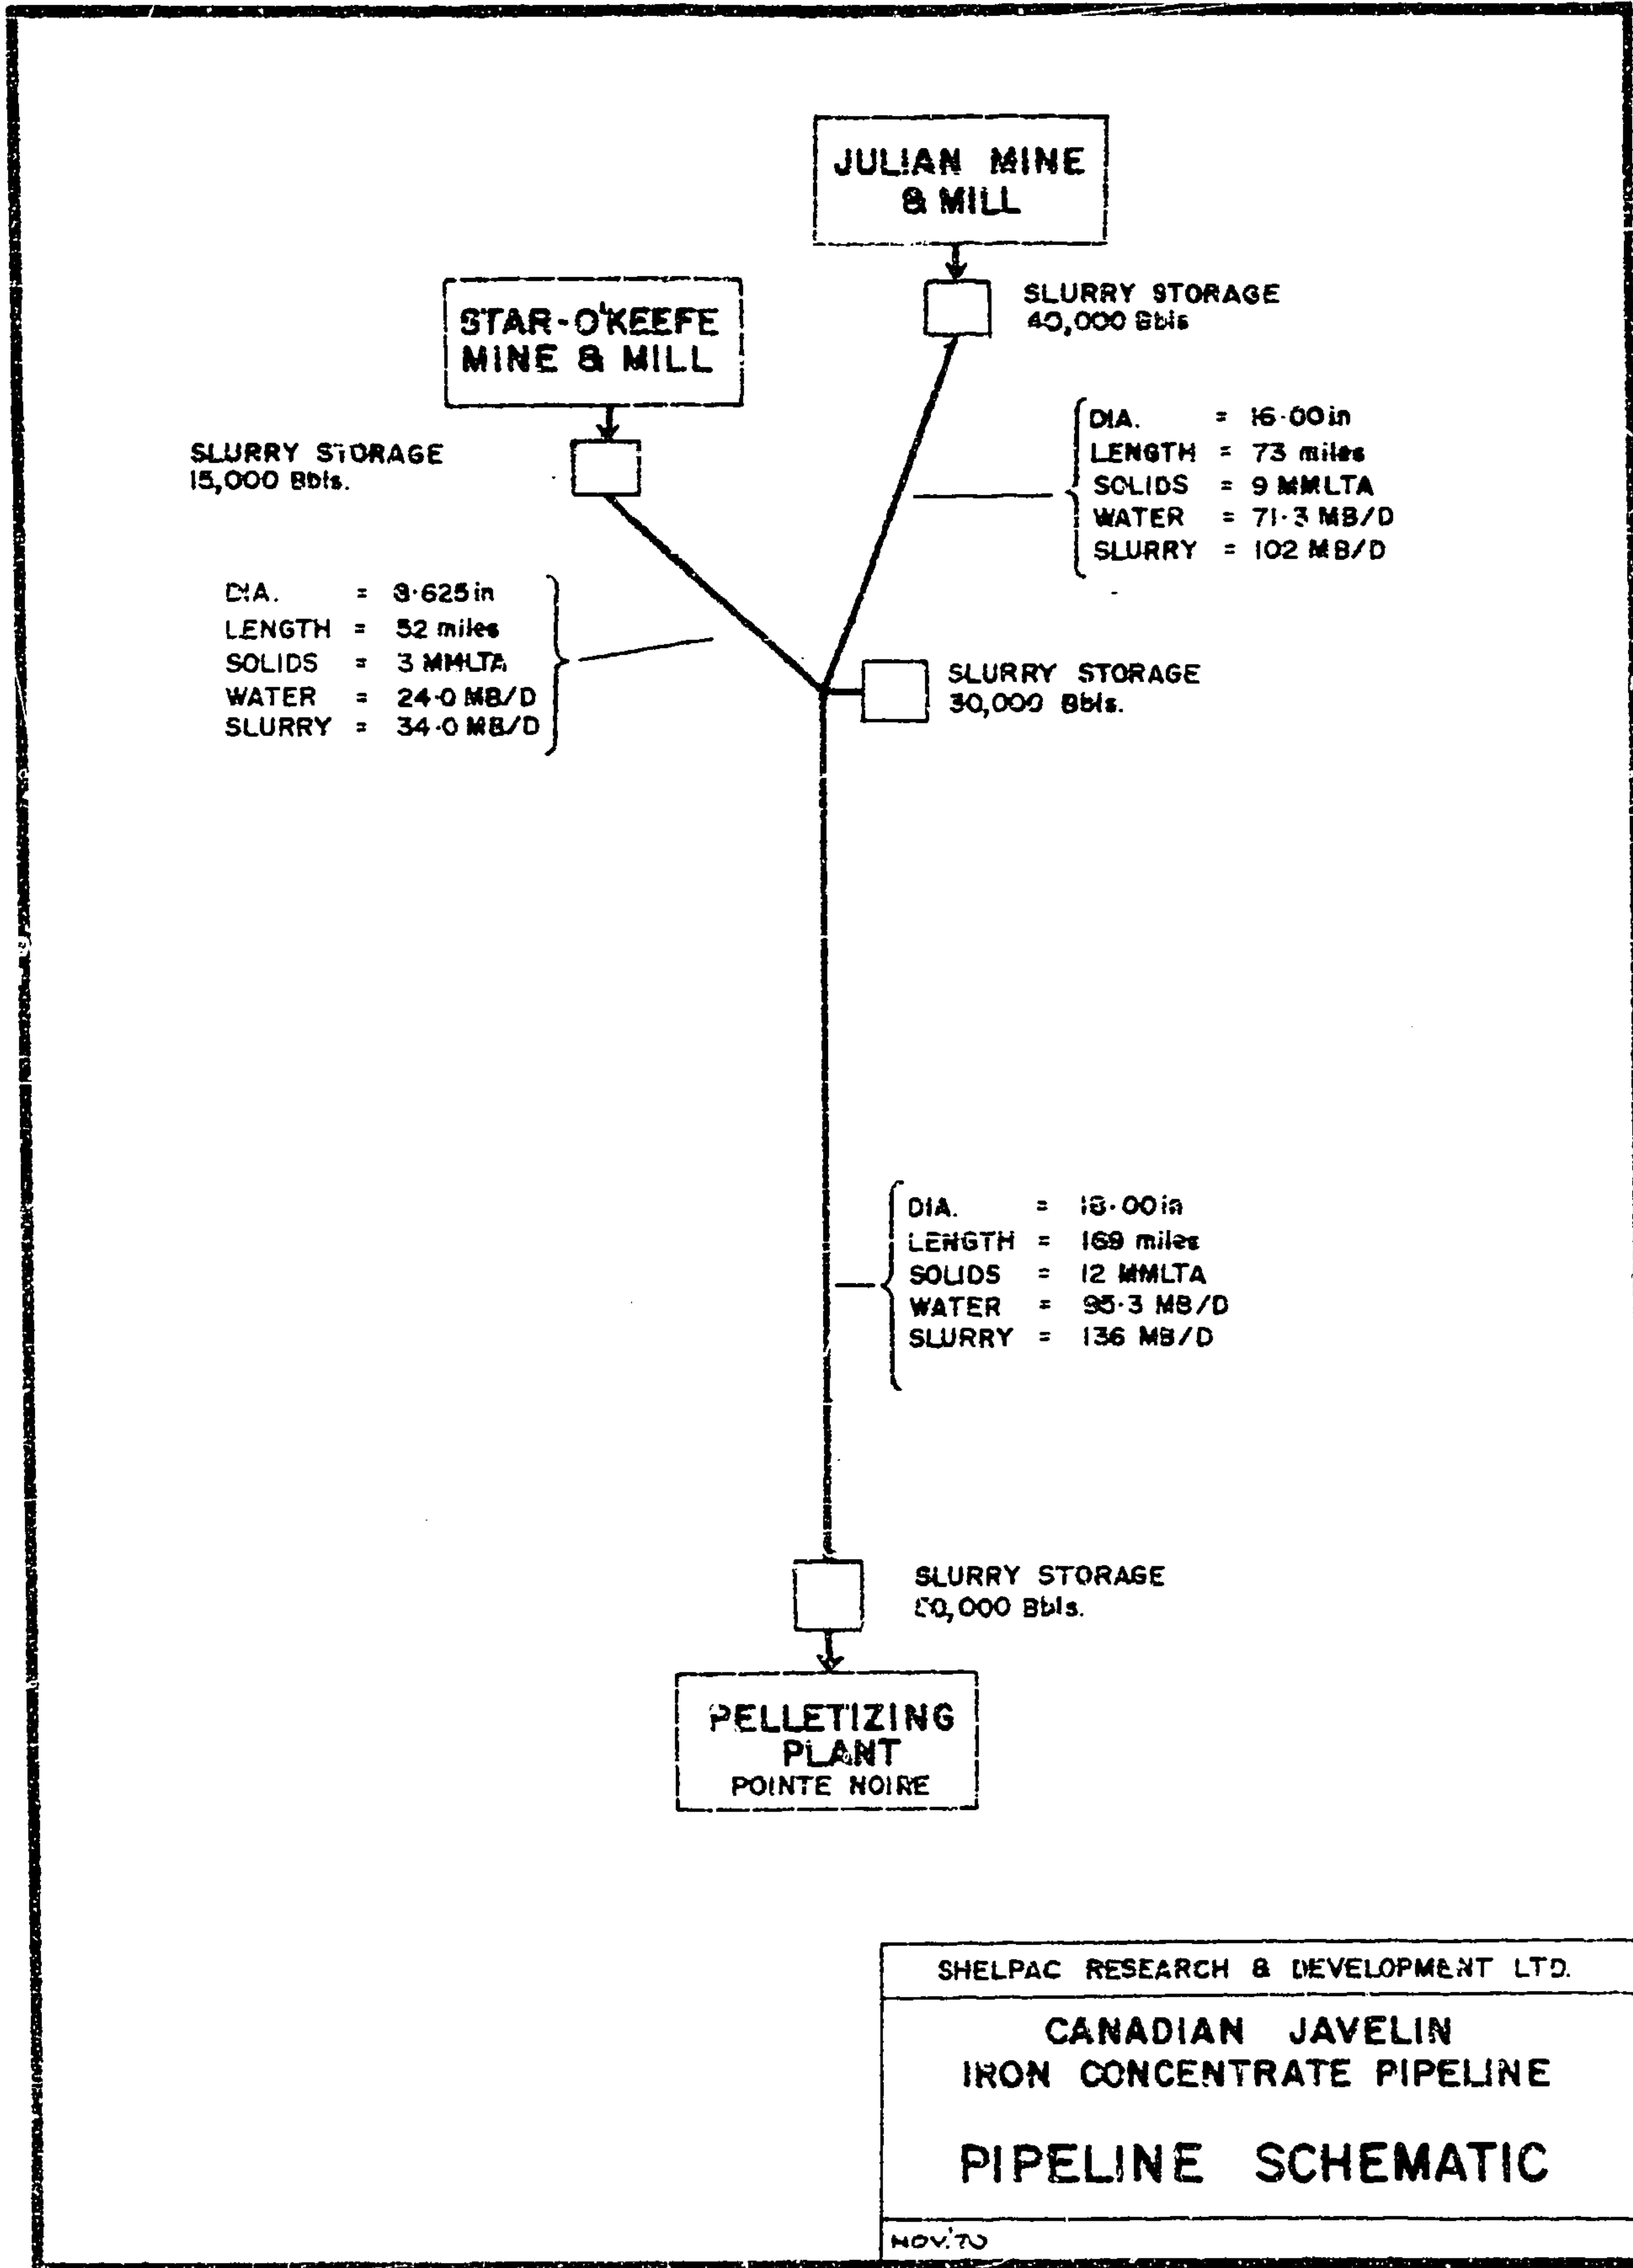 JULIAN MINE
& MILL
SLURRY STORAGE
40,000 Bbls
STAR-O'KEEFE
MINE & MILL
SLURRY STORAGE
15,000 Bbls.
DIA. = 16.00 in
LENGTH = 73 miles
SOLIDS = 9 MMLTA
WATER = 71.3 MB/D
SLURRY = 102 MB/D
DIA. = 8.625 in
LENGTH = 52 miles
SOLIDS = 3 MMLTA
WATER = 24.0 MB/D
SLURRY = 34.0 MB/D
SLURRY STORAGE
30,000 Bbls.
DIA. = 18.00 in
LENGTH = 169 miles
SOLIDS = 12 MMLTA
WATER = 95.3 MB/D
SLURRY = 136 MB/D
SLURRY STORAGE
Bbls.
PELLETIZING
PLANT
POINTE NOIRE
SHELPAC RESEARCH & DEVELOPMENT LTD.
CANADIAN JAVELIN
IRON CONCENTRATE PIPELINE
PIPELINE SCHEMATIC
NOV.'70